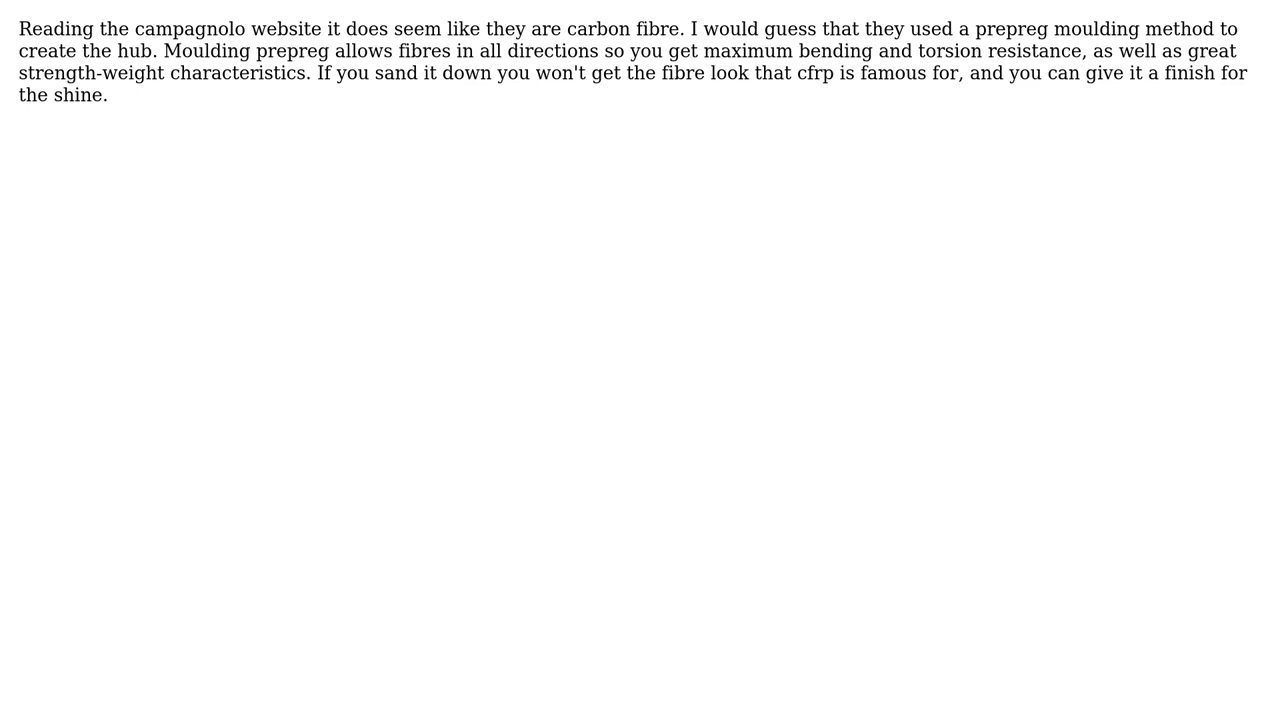 Reading the campagnolo website it does seem like they are carbon fibre. I would guess that they used a prepreg moulding method to
create the hub. Moulding prepreg allows fibres in all directions so you get maximum bending and torsion resistance, as well as great
strength-weight characteristics. If you sand it down you won't get the fibre look that cfrp is famous for, and you can give it a finish for
the shine.